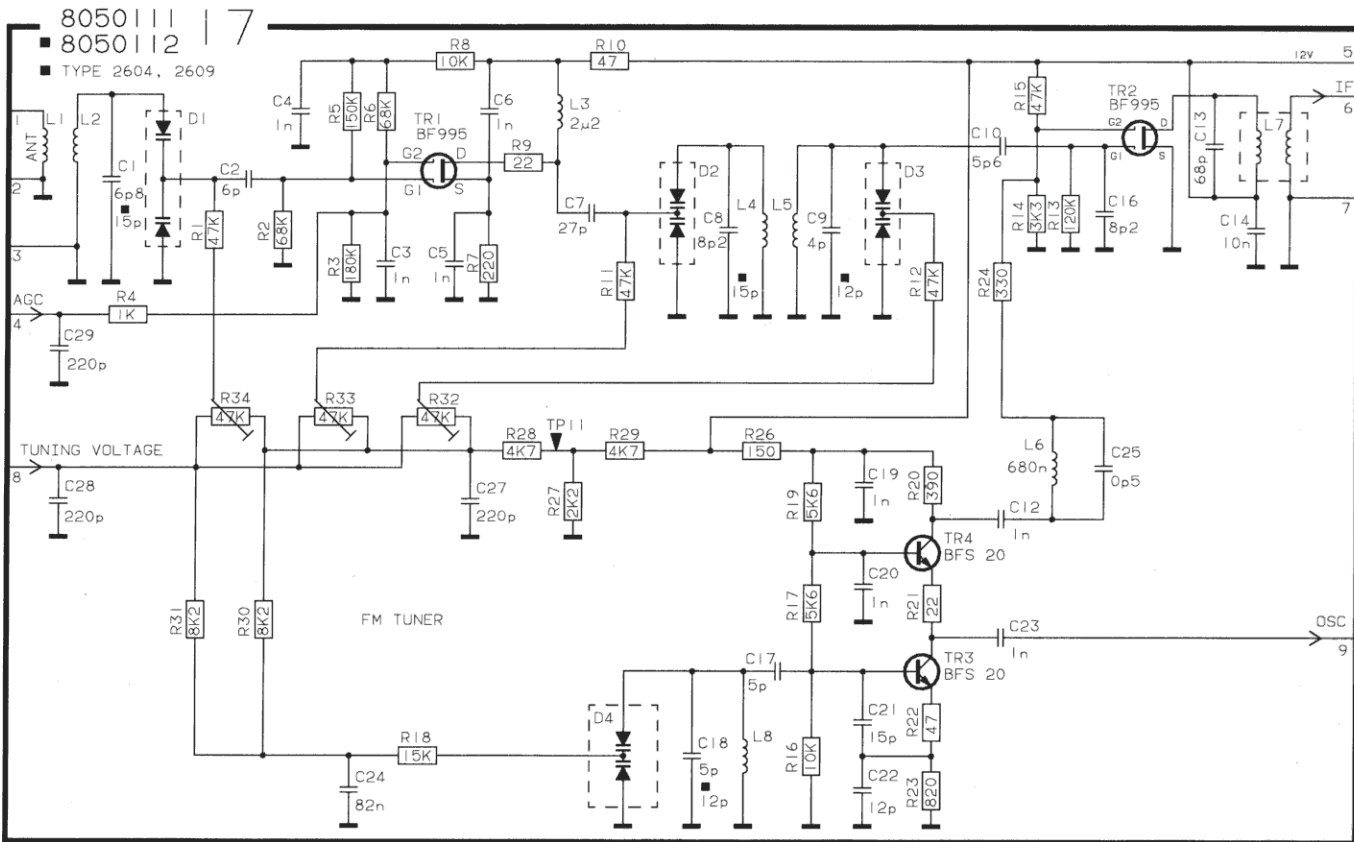 8050111 17
■ 8050112
■ TYPE 2604, 2609
R8
10K
R10
47
12V 5
C4
1n
R5
150K
R6
68K
C6
1n
L3
2µ2
R15
47K
TR2
BF995
IF
6
1
L1
L2
D1
TR1
BF995
R9
22
C10
5p6
G2 D
G1 S
C13
68p
L7
ANT
C1
6p8
■
15p
C2
6p
G2 D
G1 S
D2
D3
2
R1
47K
R2
68K
C7
27p
C8
8p2
L4
L5
C9
4p
R14
3K3
R13
120K
C16
8p2
C14
10n
7
3
R3
180K
C3
1n
C5
1n
R7
220
R11
47K
■
15p
■
12p
R12
47K
R24
330
AGC
4
R4
1K
C29
220p
R34
47K
R33
47K
R32
47K
TP11
R28
4K7
R29
4K7
R26
150
TUNING VOLTAGE
8
C28
220p
C27
220p
R27
2K2
R19
5K6
C19
1n
R20
390
L6
680n
C25
0p5
C12
1n
TR4
BFS 20
C20
1n
R31
8K2
R30
8K2
FM TUNER
R17
5K6
R21
22
C23
1n
OSC
9
C17
5p
TR3
BFS 20
D4
R18
15K
C18
5p
■
12p
L8
R16
10K
C21
15p
R22
47
C24
82n
C22
12p
R23
820